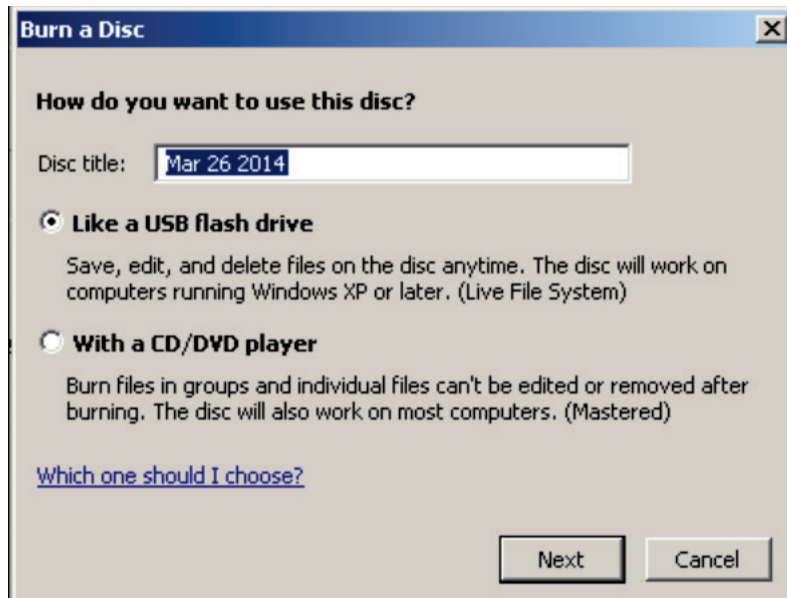 Burn a Disc
How do you want to use this disc?
Disc title: Mar 26 2014
Like a USB flash drive
Save, edit, and delete files on the disc anytime. The disc will work on
computers running Windows XP or later. (Live File System)
With a CD/DVD player
Burn files in groups and individual files can't be edited or removed after
burning. The disc will also work on most computers. (Mastered)
Which one should I choose?
Next Cancel